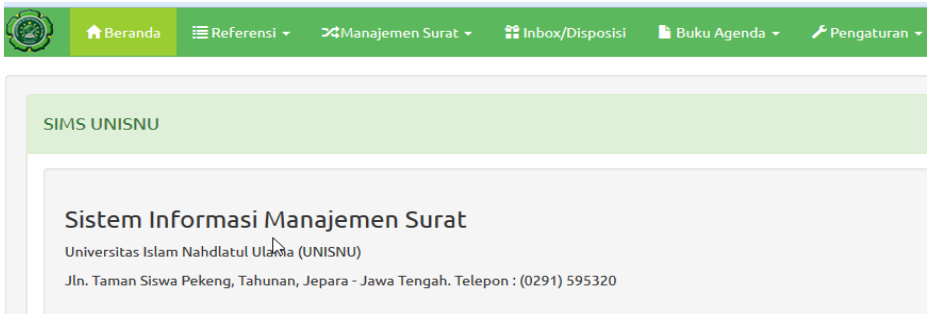 Beranda Referensi Manajemen Surat Inbox/Disposisi Buku Agenda Pengaturan
SIMS UNISNU
Sistem Informasi Manajemen Surat
Universitas Islam Nahdlatul Ulama (UNISNU)
Jln. Taman Siswa Pekeng, Tahunan, Jepara - Jawa Tengah. Telepon : (0291) 595320